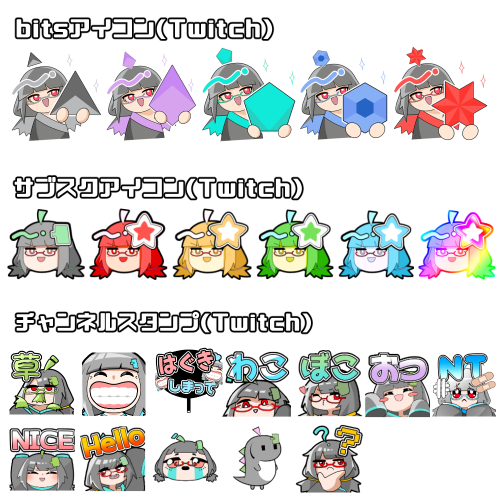 bitsアイコン(Twitch)
サブスクアイコン(Twitch)
チャンネルスタンプ(Twitch)
草
はぐき
しまって
わこ
ぽこ
おつ
NT
NICE
Hello
? ?